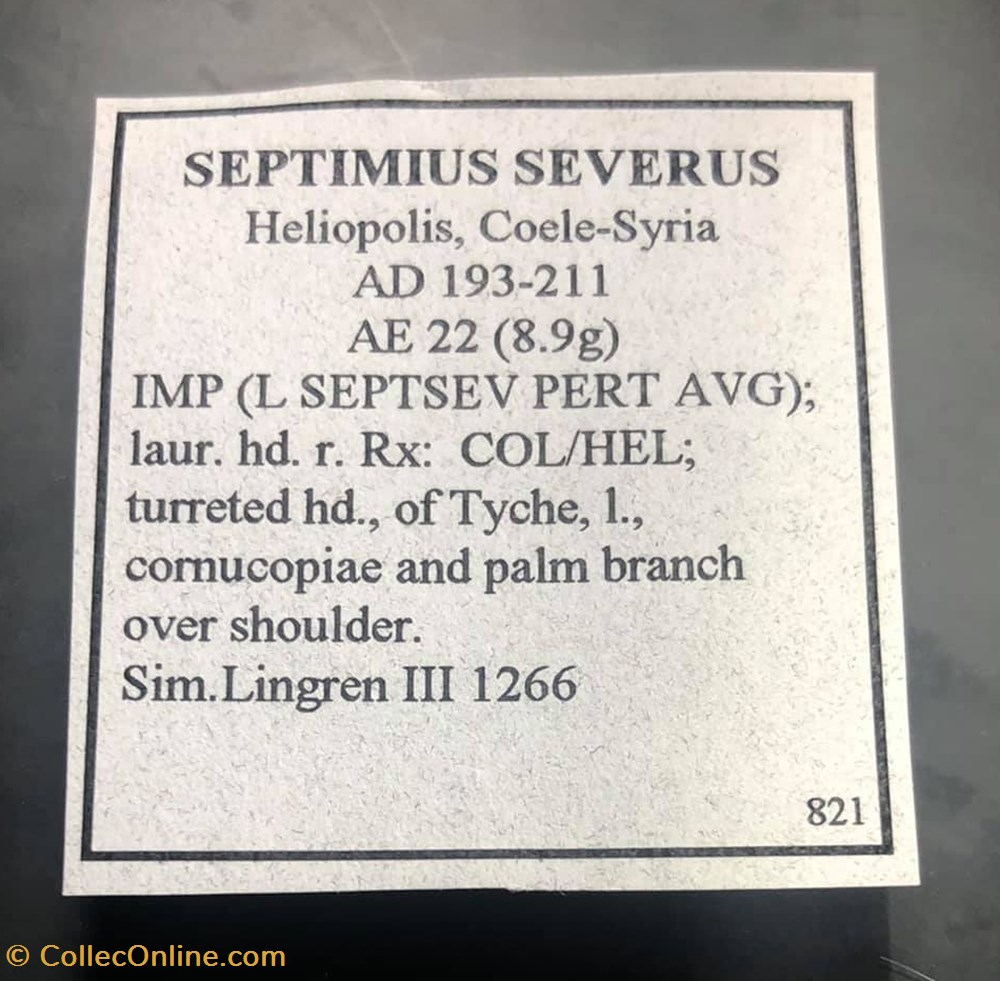 SEPTIMIUS SEVERUS
Heliopolis, Coele-Syria
AD 193-211
AE 22 (8.9g)
IMP (L SEPTSEV PERT AVG);
laur. hd. r. Rx: COL/HEL;
turreted hd., of Tyche, l.,
cornucopiae and palm branch
over shoulder.
Sim.Lingren III 1266
821
© CollecOnline.com